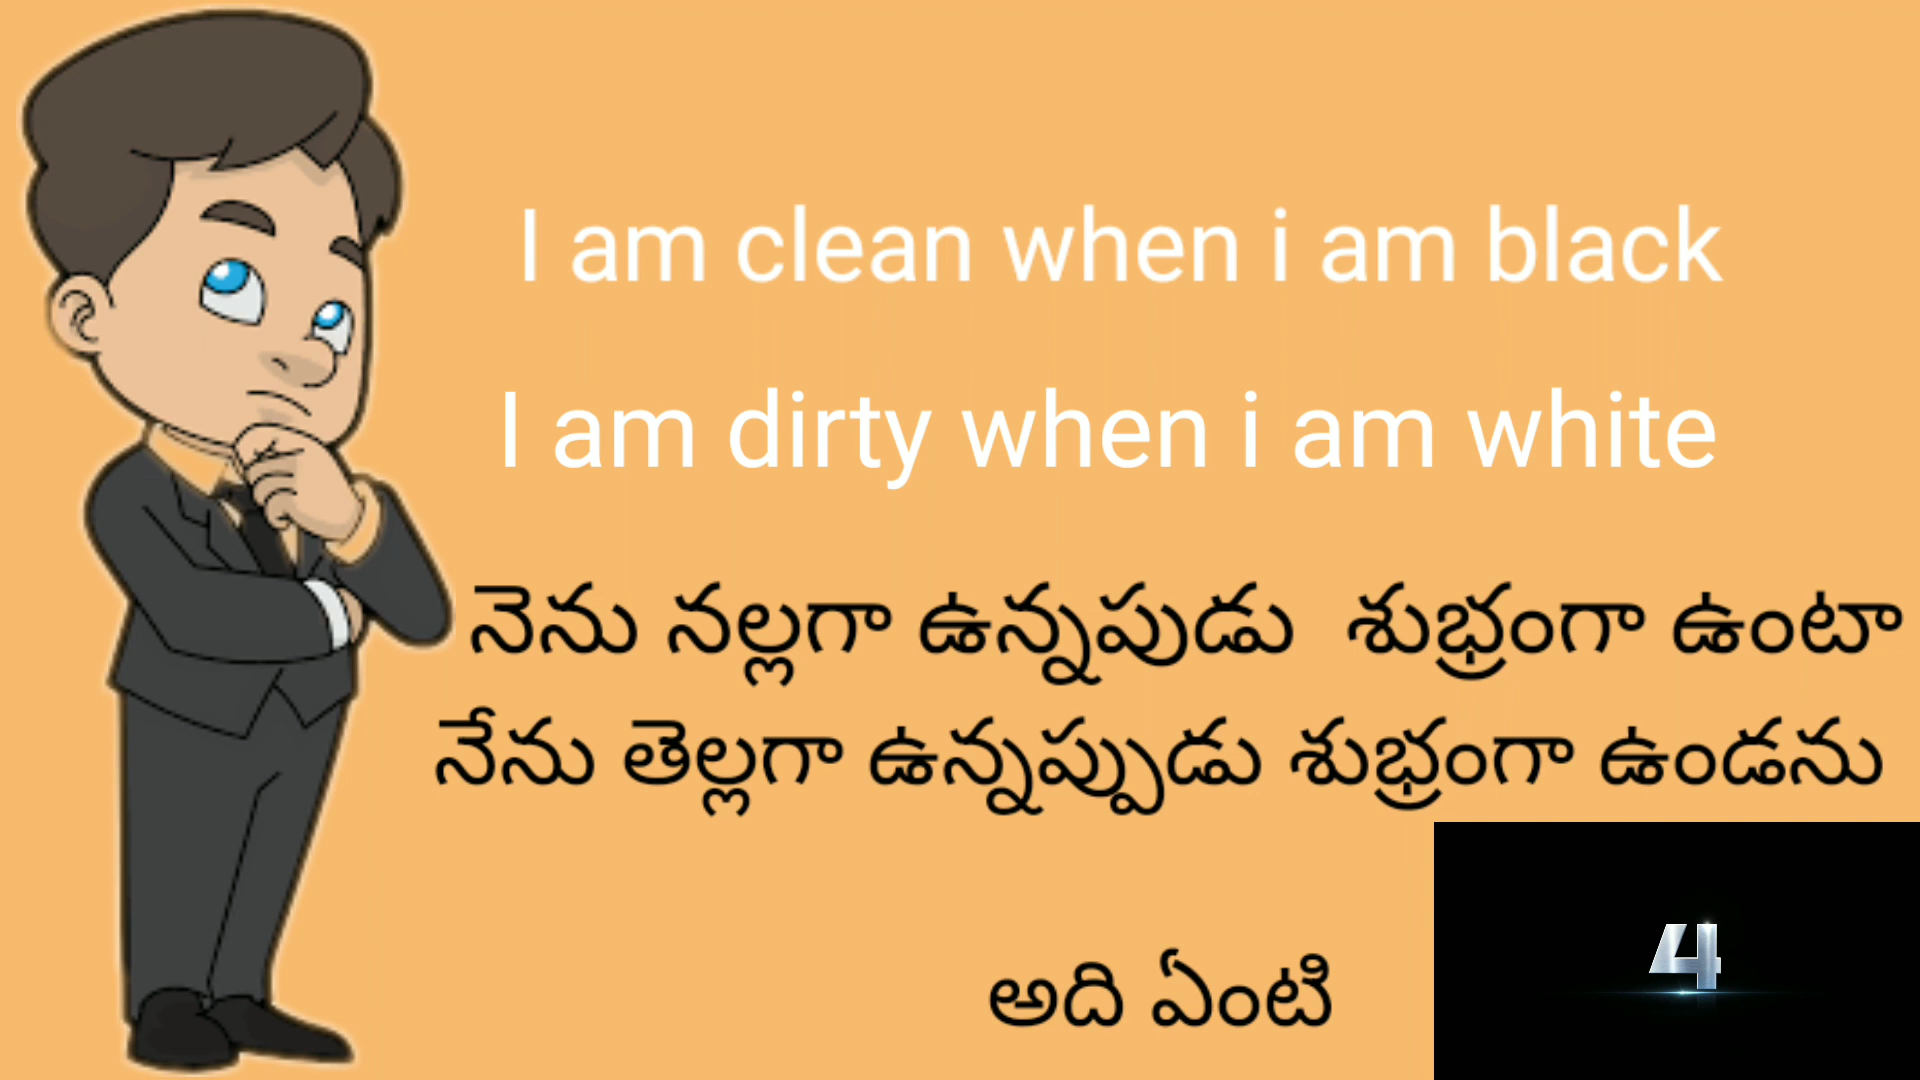 I am clean when i am black
I am dirty when i am white
నెను నల్లగా ఉన్నపుడు శుభ్రంగా ఉంటా
నేను తెల్లగా ఉన్నప్పుడు శుభ్రంగా ఉండను
అది ఏంటి
4